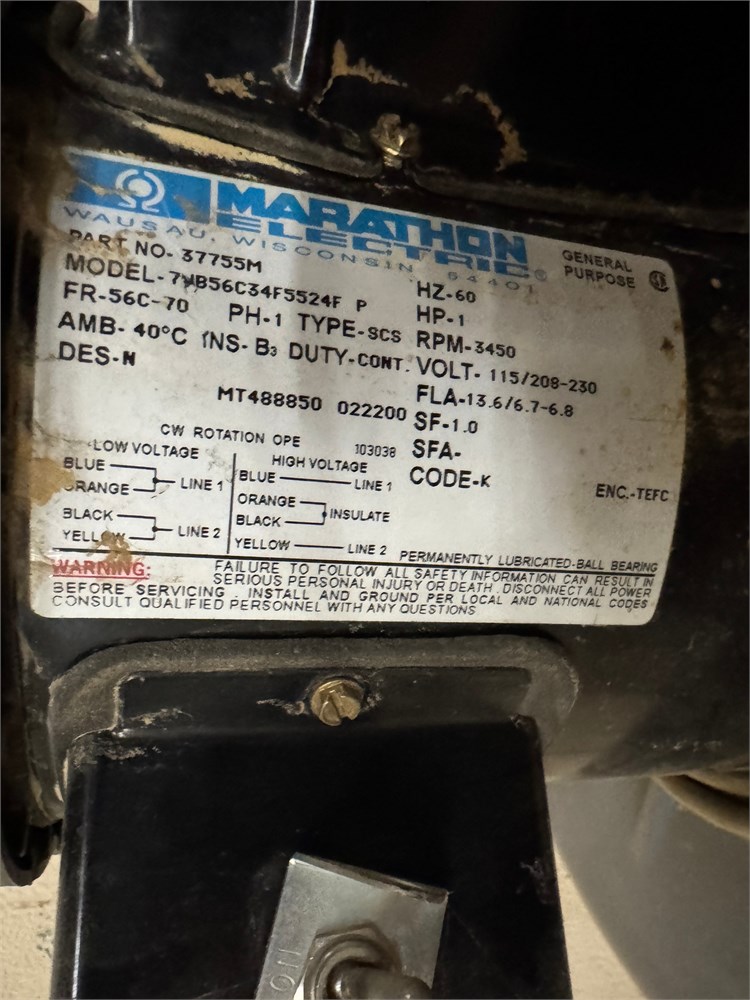 MARATHON
ELECTRIC®
WAUSAU, WISCONSIN, 54401
GENERAL
PURPOSE
PART NO- 37755M
MODEL- 7VB56C34F5524F P
FR-56C-70 PH-1 TYPE-SCS
AMB- 40°C INS- B3 DUTY-CONT.
DES-N
HZ-60
HP-1
RPM-3450
VOLT- 115/208-230
FLA-13.6/6.7-6.8
SF-1.0
SFA-
CODE-K
MT488850 022200
CW ROTATION OPE 103038
ENC.-TEFC
LOW VOLTAGE
BLUE
ORANGE
LINE 1
BLACK
YELLOW
LINE 2
HIGH VOLTAGE
BLUE LINE 1
ORANGE
BLACK
INSULATE
YELLOW LINE 2
PERMANENTLY LUBRICATED-BALL BEARING
WARNING: FAILURE TO FOLLOW ALL SAFETY INFORMATION CAN RESULT IN
SERIOUS PERSONAL INJURY OR DEATH. DISCONNECT ALL POWER
BEFORE SERVICING. INSTALL AND GROUND PER LOCAL AND NATIONAL CODES.
CONSULT QUALIFIED PERSONNEL WITH ANY QUESTIONS